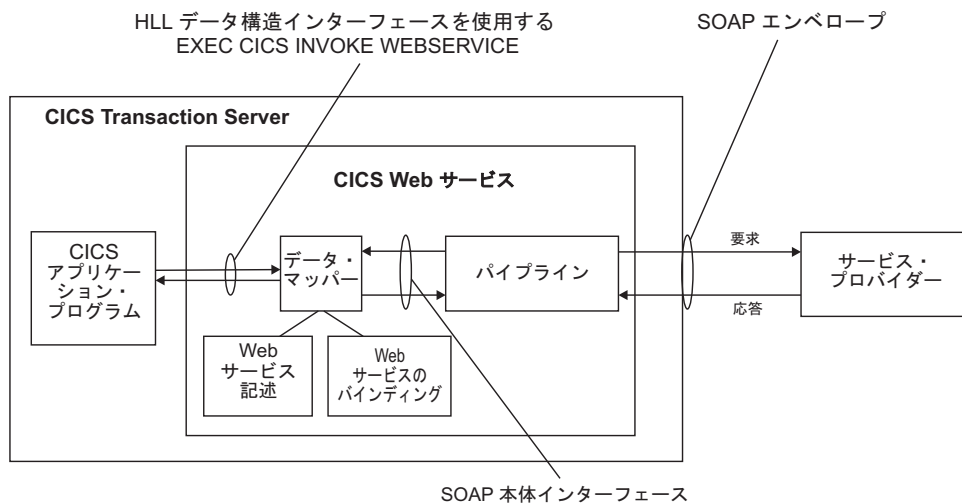 HLL データ構造インターフェースを使用する
EXEC CICS INVOKE WEBSERVICE
SOAP エンベロープ
CICS Transaction Server
CICS Web サービス
CICS
アプリケー
ション・
プログラム
データ・
マッパー
パイプライン
要求
応答
サービス・
プロバイダー
Web
サービス
記述
Web
サービスの
バインディング
SOAP 本体インターフェース